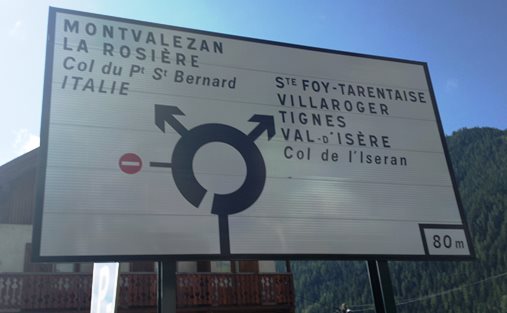 MONTVALEZAN
LA ROSIÈRE
Col du Pt St Bernard
ITALIE
STE FOY-TARENTAISE
VILLAROGER
TIGNES
VAL-D'ISÈRE
Col de l'Iseran
80 m